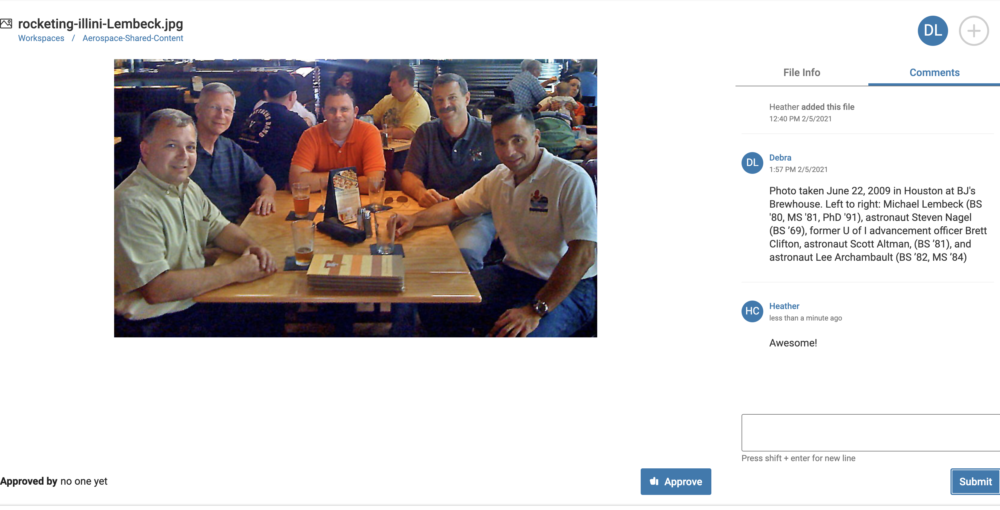 rocketing-illini-Lembeck.jpg
Workspaces / Aerospace-Shared-Content
DL
File Info
Comments
Heather added this file
12:40 PM 2/5/2021
DL
Debra
1:57 PM 2/5/2021
Photo taken June 22, 2009 in Houston at BJ's
Brewhouse. Left to right: Michael Lembeck (BS
'80, MS '81, PhD '91), astronaut Steven Nagel
(BS ’69), former U of I advancement officer Brett
Clifton, astronaut Scott Altman, (BS ’81), and
astronaut Lee Archambault (BS ’82, MS ’84)
HC
Heather
less than a minute ago
Awesome!
Press shift + enter for new line
Approved by no one yet
Approve
Submit